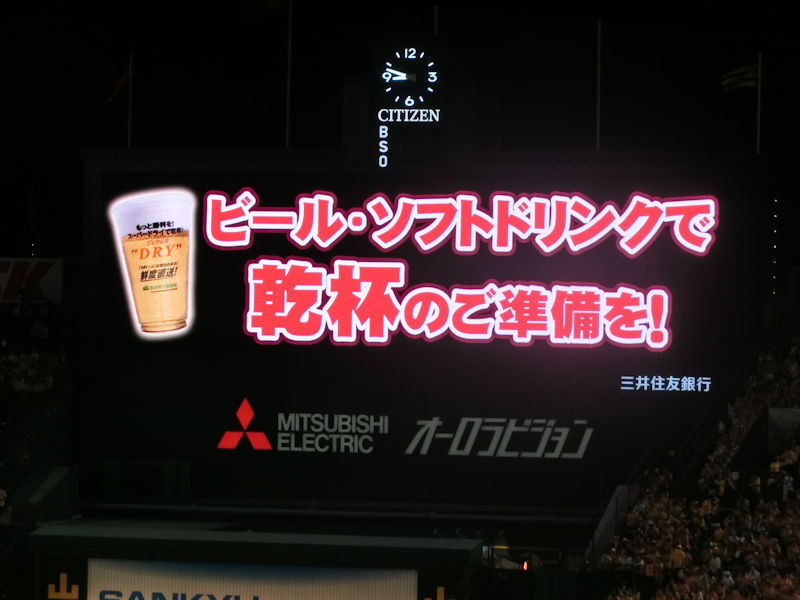 12
9 3
6
CITIZEN
B
S
O
もっと勝利を!
スーパードライで乾杯!
SUPER
"DRY"
鮮度直送!
ビール・ソフトドリンクで
乾杯のご準備を!
三井住友銀行
MITSUBISHI
ELECTRIC
オーロラビジョン
SANKYU